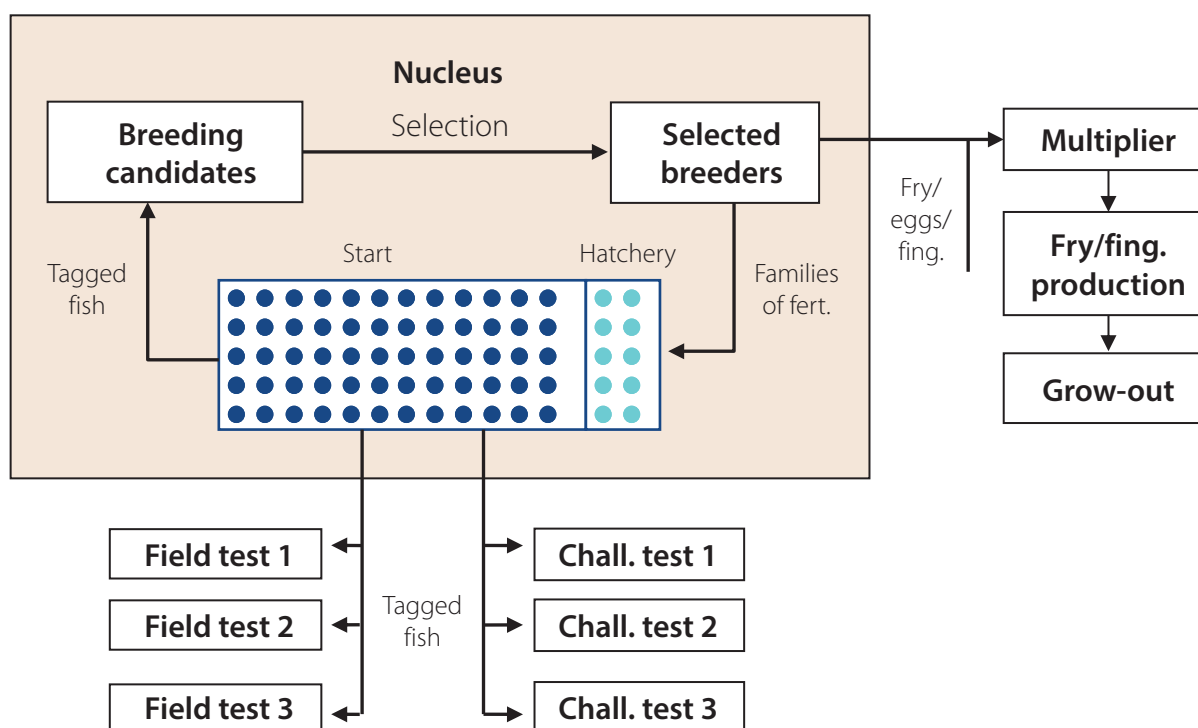 Nucleus
Breeding
candidates
Selection
Selected
breeders
Multiplier
Fry/
eggs/
fing.
Fry/fing.
production
Grow-out
Tagged
fish
Start
Hatchery
Families
of fert.
Field test 1
Field test 2
Field test 3
Tagged
fish
Chall. test 1
Chall. test 2
Chall. test 3